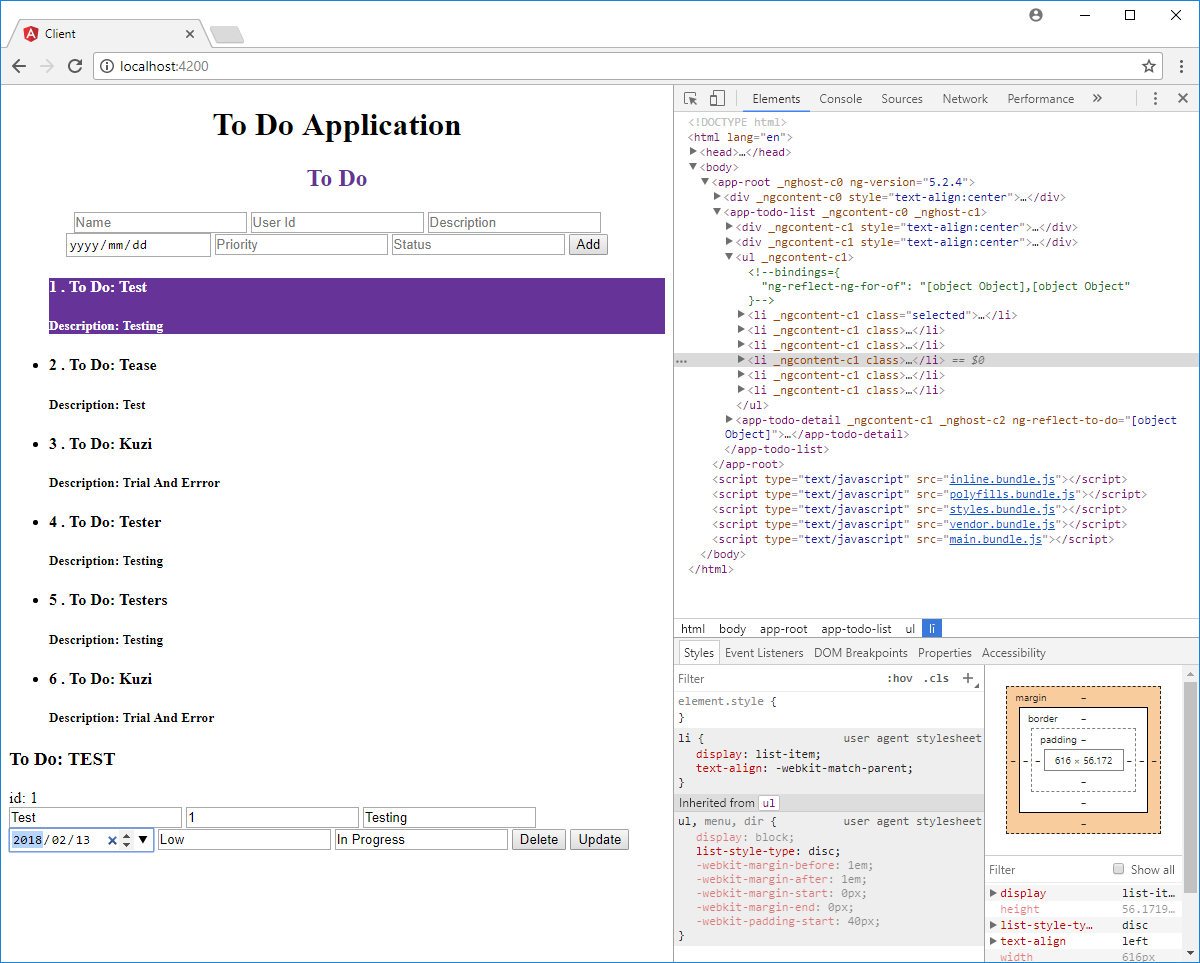 Client
localhost:4200
To Do Application
To Do
Name User Id Description
yyyy/mm/dd Priority Status Add
1 . To Do: Test
Description: Testing
2 . To Do: Tease
Description: Test
3 . To Do: Kuzi
Description: Trial And Errror
4 . To Do: Tester
Description: Testing
5 . To Do: Testers
Description: Testing
6 . To Do: Kuzi
Description: Trial And Error
To Do: TEST
id: 1
Test 1 Testing
2018/02/13 Low In Progress Delete Update
Elements Console Sources Network Performance »
<!DOCTYPE html>
<html lang="en">
<head>…</head>
<body>
<app-root _nghost-c0 ng-version="5.2.4">
<div _ngcontent-c0 style="text-align:center">…</div>
<app-todo-list _ngcontent-c0 _nghost-c1>
<div _ngcontent-c1 style="text-align:center">…</div>
<div _ngcontent-c1 style="text-align:center">…</div>
<ul _ngcontent-c1>
<!--bindings={
"ng-reflect-ng-for-of": "[object Object],[object Object"
}-->
<li _ngcontent-c1 class="selected">…</li>
<li _ngcontent-c1 class>…</li>
<li _ngcontent-c1 class>…</li>
… <li _ngcontent-c1 class>…</li> == $0
<li _ngcontent-c1 class>…</li>
<li _ngcontent-c1 class>…</li>
</ul>
<app-todo-detail _ngcontent-c1 _nghost-c2 ng-reflect-to-do="[object
Object]">…</app-todo-detail>
</app-todo-list>
</app-root>
<script type="text/javascript" src="inline.bundle.js"></script>
<script type="text/javascript" src="polyfills.bundle.js"></script>
<script type="text/javascript" src="styles.bundle.js"></script>
<script type="text/javascript" src="vendor.bundle.js"></script>
<script type="text/javascript" src="main.bundle.js"></script>
</body>
</html>
html body app-root app-todo-list ul li
Styles Event Listeners DOM Breakpoints Properties Accessibility
Filter :hov .cls +
element.style {
}
li { user agent stylesheet
display: list-item;
text-align: -webkit-match-parent;
}
Inherited from ul
ul, menu, dir { user agent stylesheet
display: block;
list-style-type: disc;
-webkit-margin-before: 1em;
-webkit-margin-after: 1em;
-webkit-margin-start: 0px;
-webkit-margin-end: 0px;
-webkit-padding-start: 40px;
}
margin –
border –
padding –
– – – 616 × 56.172 – – –
–
–
–
Filter Show all
display list-it…
height 56.1719…
list-style-ty… disc
text-align left
width 616px